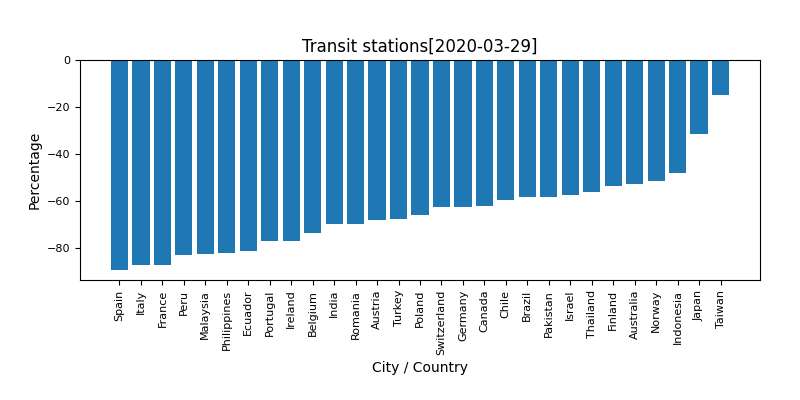 Transit stations[2020-03-29]
Percentage
0
−20
−40
−60
−80
Spain
Italy
France
Peru
Malaysia
Philippines
Ecuador
Portugal
Ireland
Belgium
India
Romania
Austria
Turkey
Poland
Switzerland
Germany
Canada
Chile
Brazil
Pakistan
Israel
Thailand
Finland
Australia
Norway
Indonesia
Japan
Taiwan
City / Country